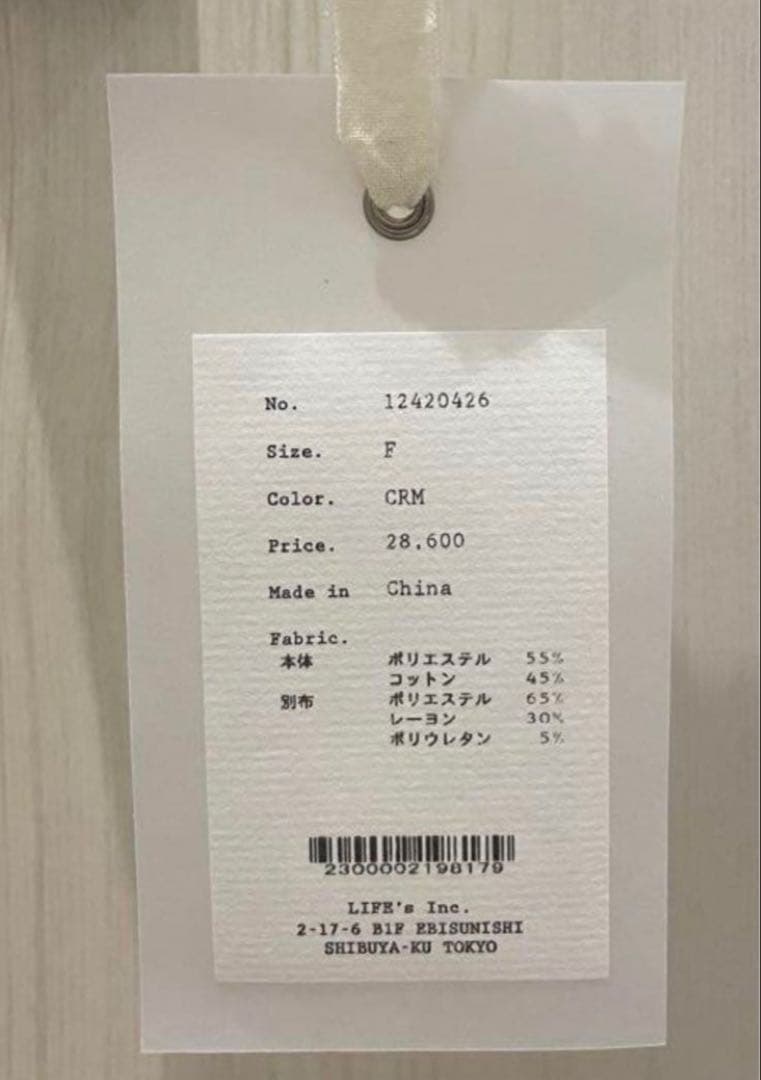 No. 12420426
Size. F
Color. CRM
Price. 28,600
Made in China
Fabric.
本体 ポリエステル 55%
コットン 45%
別布 ポリエステル 65%
レーヨン 30%
ポリウレタン 5%
2300002198179
LIFE's Inc.
2-17-6 B1F EBISUNISHI
SHIBUYA-KU TOKYO